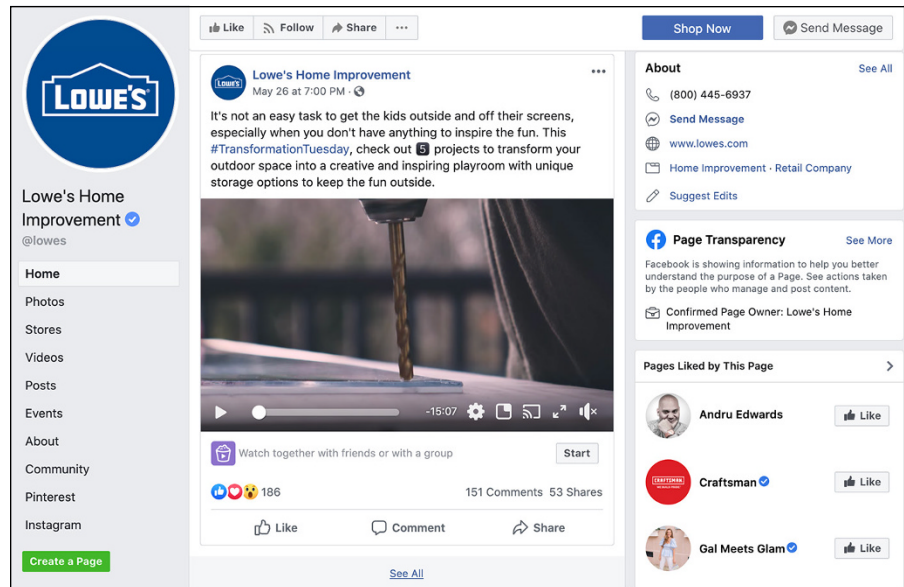 LOWE'S
Lowe's Home
Improvement
@lowes
Home
Photos
Stores
Videos
Posts
Events
About
Community
Pinterest
Instagram
Create a Page
Like
Follow
Share
Shop Now
Send Message
LOWE'S
Lowe's Home Improvement
May 26 at 7:00 PM ·
It's not an easy task to get the kids outside and off their screens,
especially when you don't have anything to inspire the fun. This
#TransformationTuesday, check out 5 projects to transform your
outdoor space into a creative and inspiring playroom with unique
storage options to keep the fun outside.
-15:07
Watch together with friends or with a group
Start
186
151 Comments 53 Shares
Like
Comment
Share
See All
About
See All
(800) 445-6937
Send Message
www.lowes.com
Home Improvement · Retail Company
Suggest Edits
Page Transparency
See More
Facebook is showing information to help you better
understand the purpose of a Page. See actions taken
by the people who manage and post content.
Confirmed Page Owner: Lowe's Home
Improvement
Pages Liked by This Page
Andru Edwards
Like
CRAFTSMAN
Craftsman
Like
Gal Meets Glam
Like